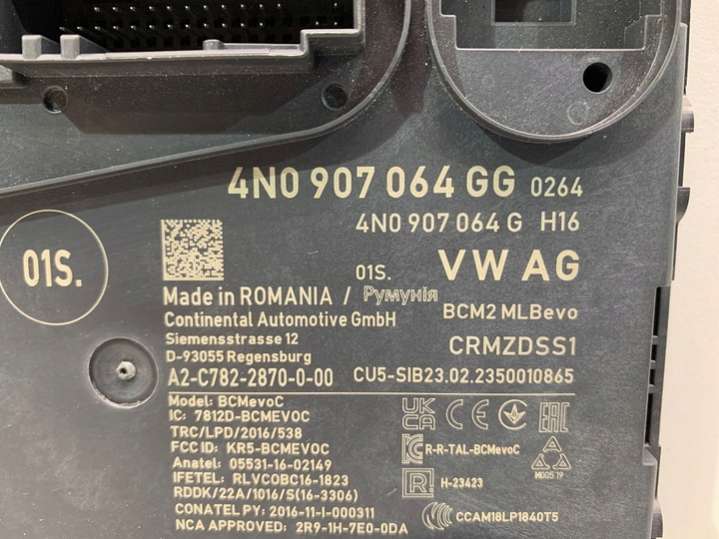 4N0 907 064 GG 0264
4N0 907 064 G H16
01S.
01S. VW AG
Made in ROMANIA / Румунія
BCM2 MLBevo
Continental Automotive GmbH
Siemensstrasse 12
CRMZDSS1
D-93055 Regensburg
A2-C782-2870-0-00 CU5-SIB23.02.2350010865
Model: BCMevoC
IC: 7812D-BCMEVOC
UK CA CE
TRC/LPD/2016/538
FCC ID: KR5-BCMEVOC
R-R-TAL-BCMevoC
Anatel: 05531-16-02149
IFETEL: RLVCOBC16-1823
R H-23423
RDDK/22A/1016/S(16-3306)
CONATEL PY: 2016-11-I-000311
CCAM18LP1840T5
NCA APPROVED: 2R9-1H-7E0-0DA